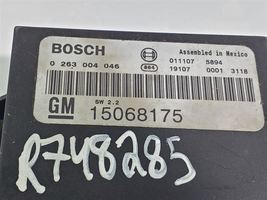 BOSCH
Assembled in Mexico
0 263 004 046
011107 5894
864
19107 0001 3118
GM
SW 2.2
15068175
R748285